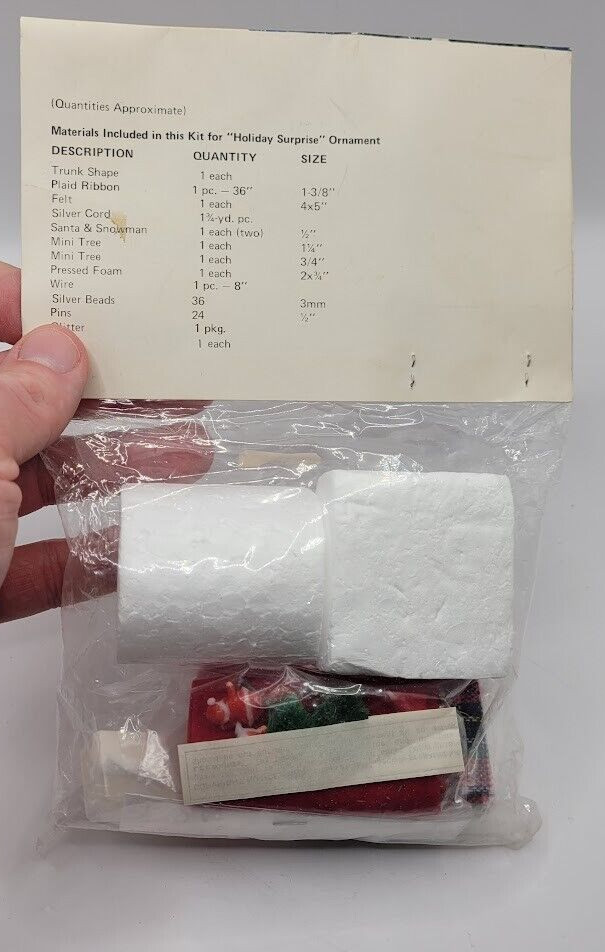 (Quantities Approximate)
Materials Included in this Kit for "Holiday Surprise" Ornament
DESCRIPTION QUANTITY SIZE
Trunk Shape 1 each
Plaid Ribbon 1 pc. — 36" 1-3/8"
Felt 1 each 4x5"
Silver Cord 1¾-yd. pc.
Santa & Snowman 1 each (two) ½"
Mini Tree 1 each 1¼"
Mini Tree 1 each 3/4"
Pressed Foam 1 each 2x¾"
Wire 1 pc. — 8"
Silver Beads 36 3mm
Pins 24 ½"
Glitter 1 pkg.
1 each